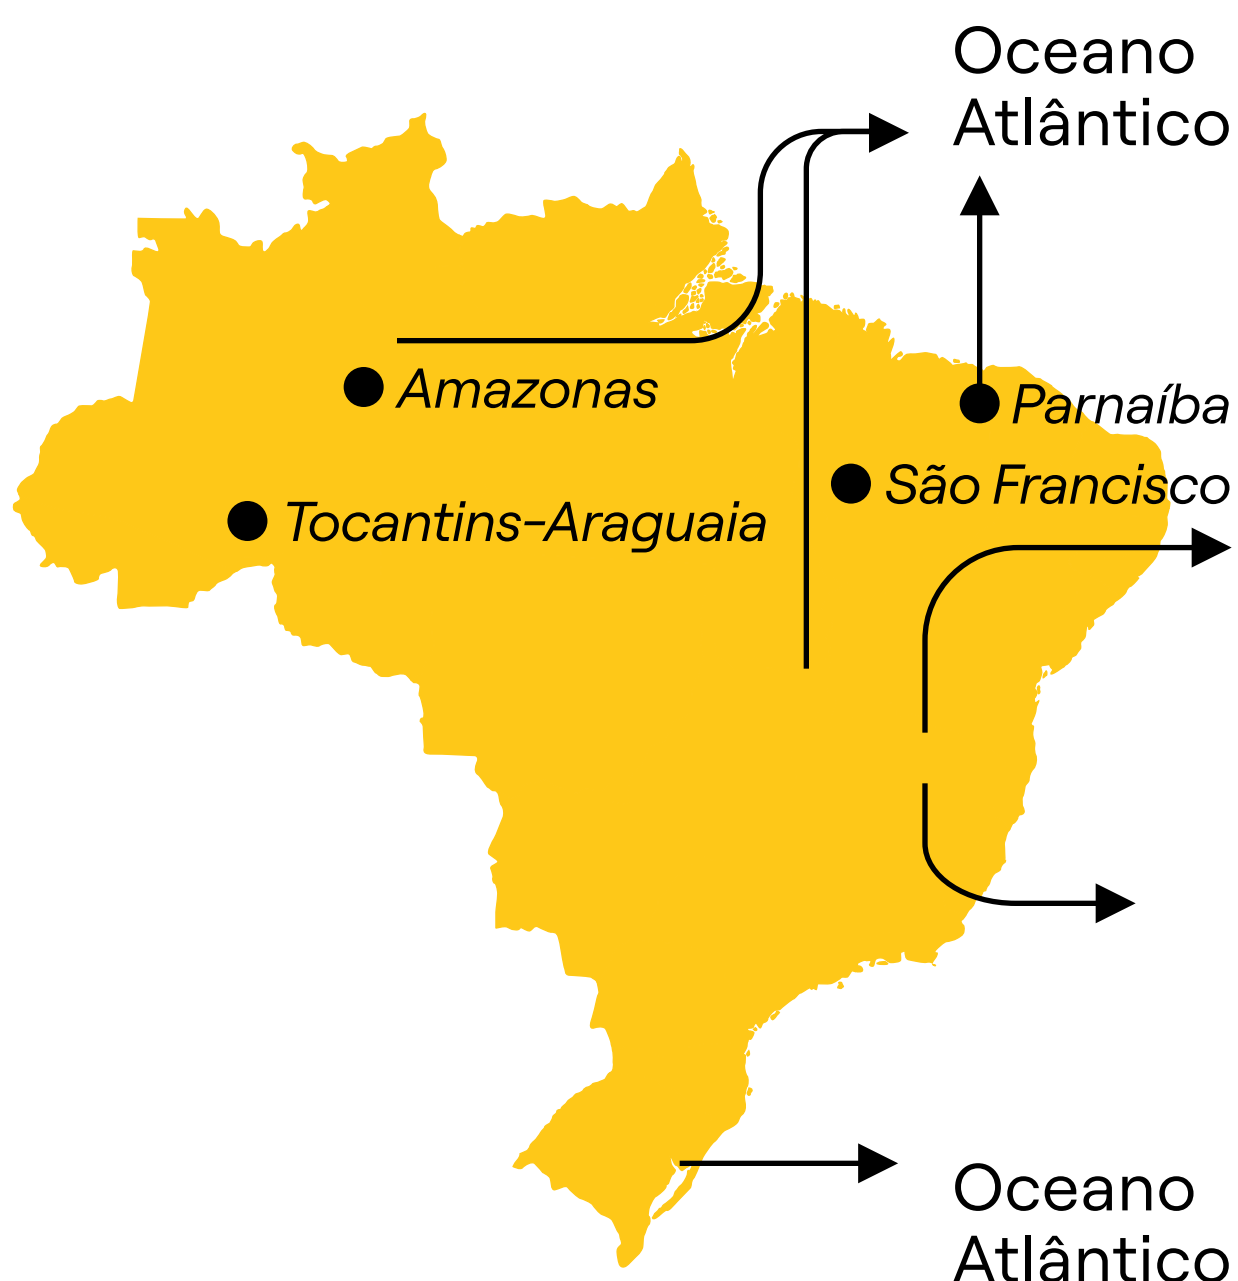 Oceano
Atlântico
Amazonas
Parnaíba
São Francisco
Tocantins-Araguaia
Oceano
Atlântico